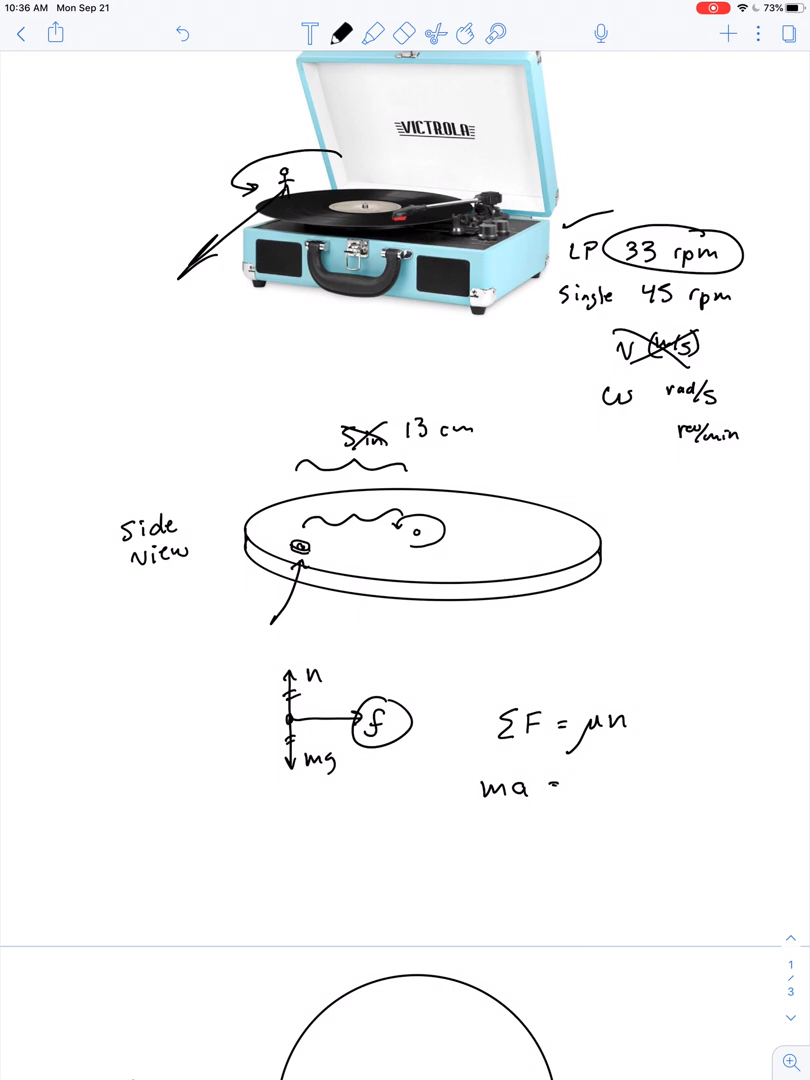 10:36 AM Mon Sep 21
73%
T
VICTROLA
LP 33 rpm
Single 45 rpm
v (m/s)
ω rad/s
rev/min
5in 13 cm
Side
View
n
f
mg
ΣF = μn
ma =
1
/
3